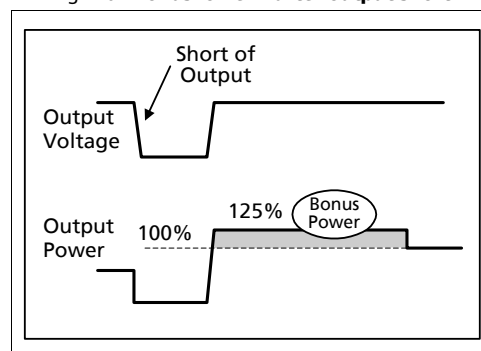 Short of
Output
Output
Voltage
125%
Bonus
Power
Output
Power
100%